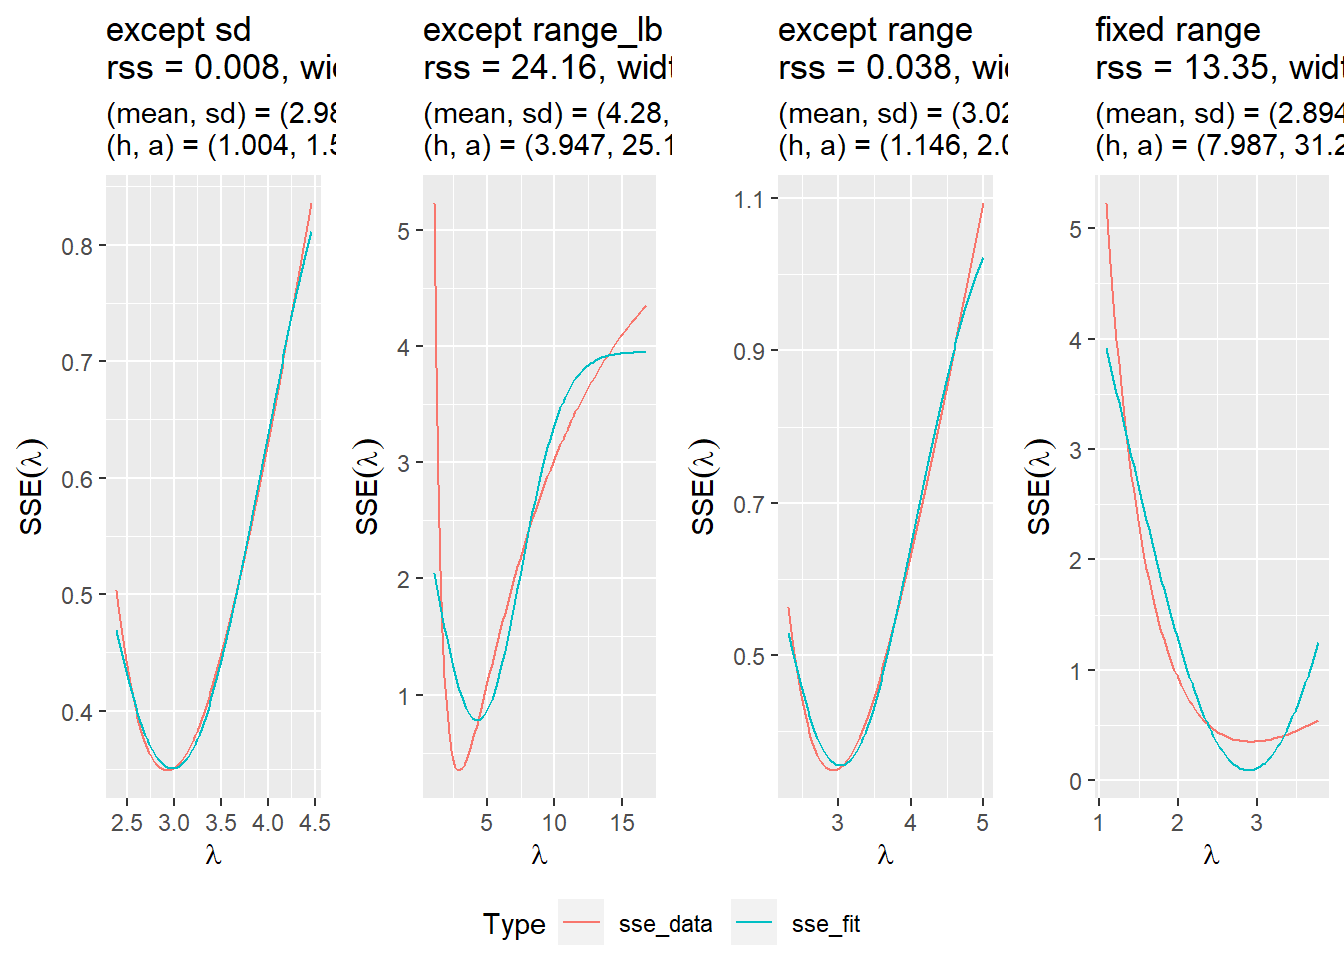 except sd
rss = 0.008, wi
(mean, sd) = (2.98
(h, a) = (1.004, 1.5
SSE(λ)
0.8
0.7
0.6
0.5
0.4
2.5 3.0 3.5 4.0 4.5
λ
except range_lb
rss = 24.16, widt
(mean, sd) = (4.28,
(h, a) = (3.947, 25.1
SSE(λ)
5
4
3
2
1
5 10 15
λ
except range
rss = 0.038, wi
(mean, sd) = (3.02
(h, a) = (1.146, 2.0
SSE(λ)
1.1
0.9
0.7
0.5
3 4 5
λ
fixed range
rss = 13.35, widt
(mean, sd) = (2.894
(h, a) = (7.987, 31.2
SSE(λ)
5
4
3
2
1
0
1 2 3
λ
Type sse_data sse_fit